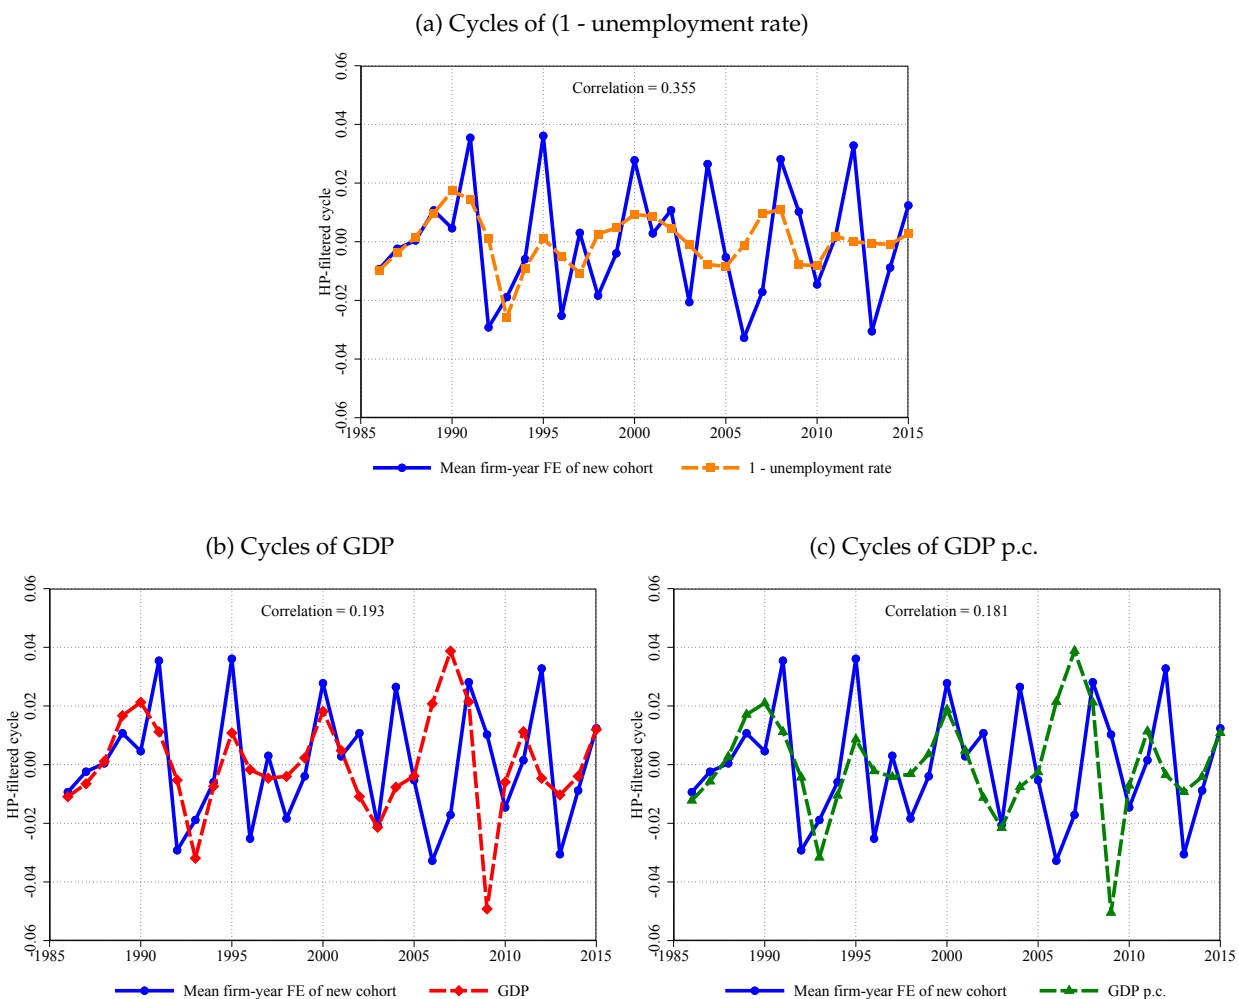 (a) Cycles of (1 - unemployment rate)
Correlation = 0.355
HP-filtered cycle
0.06
0.04
0.02
0.00
-0.02
-0.04
-0.06
1985 1990 1995 2000 2005 2010 2015
Mean firm-year FE of new cohort 1 - unemployment rate
(b) Cycles of GDP
Correlation = 0.193
HP-filtered cycle
0.06
0.04
0.02
0.00
-0.02
-0.04
-0.06
1985 1990 1995 2000 2005 2010 2015
Mean firm-year FE of new cohort GDP
(c) Cycles of GDP p.c.
Correlation = 0.181
HP-filtered cycle
0.06
0.04
0.02
0.00
-0.02
-0.04
-0.06
1985 1990 1995 2000 2005 2010 2015
Mean firm-year FE of new cohort GDP p.c.